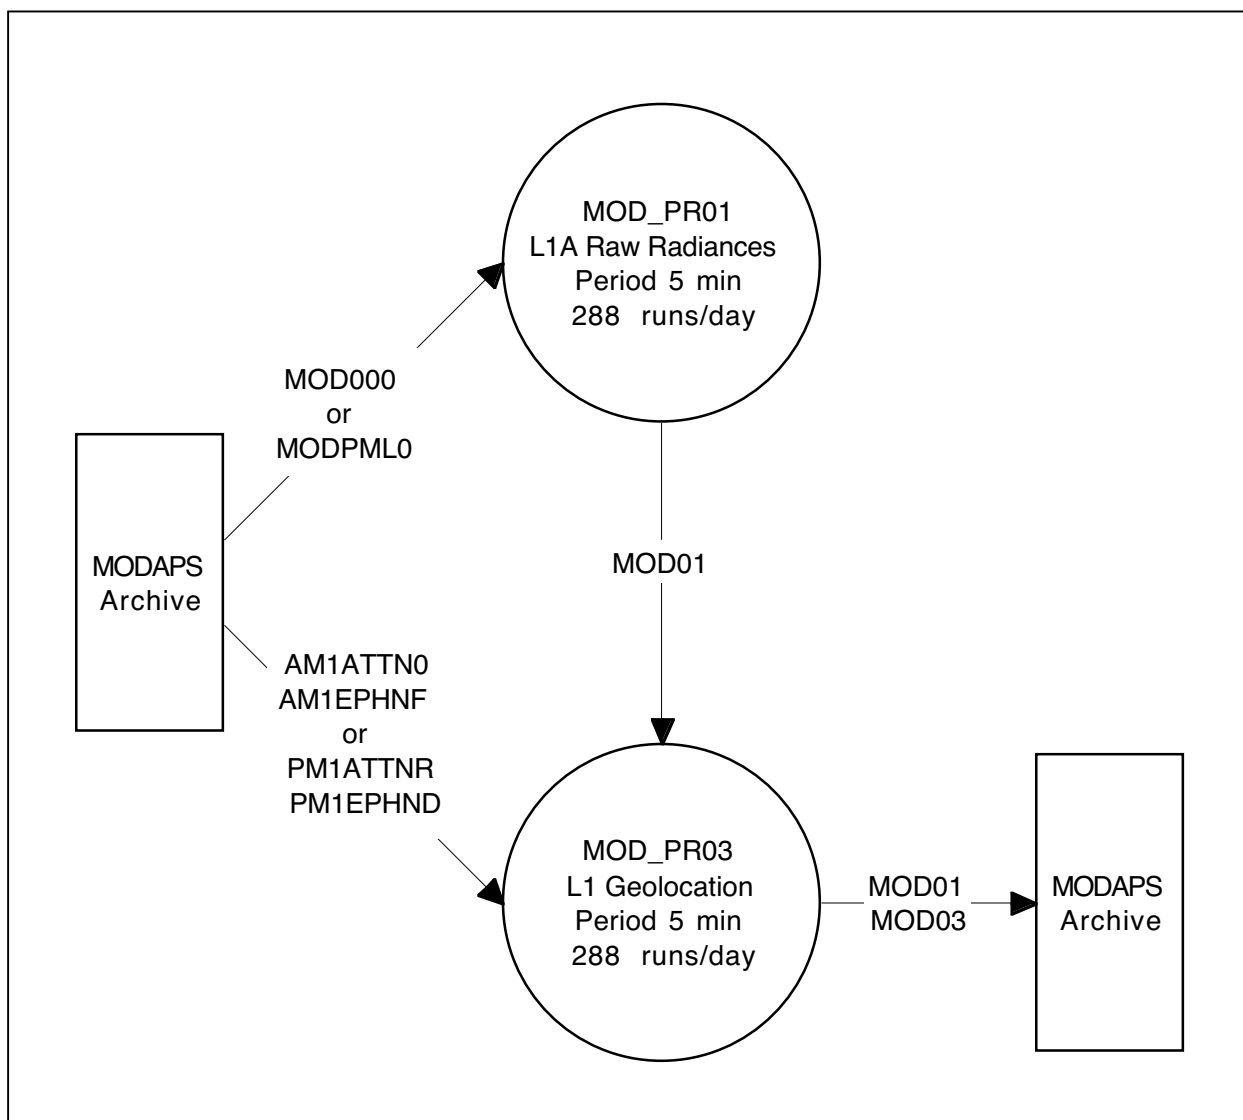 MOD_PR01
L1A Raw Radiances
Period 5 min
288 runs/day
MOD000
or
MODPML0
MODAPS
Archive
MOD01
AM1ATTN0
AM1EPHNF
or
PM1ATTNR
PM1EPHND
MOD_PR03
L1 Geolocation
Period 5 min
288 runs/day
MOD01
MOD03
MODAPS
Archive